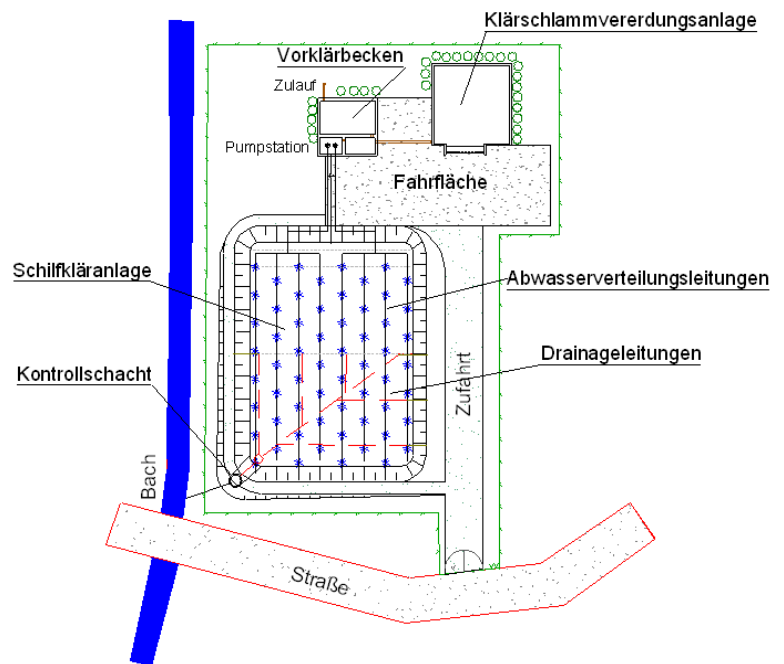 Klärschlammvererdungsanlage
Vorklärbecken
Zulauf
Pumpstation
Fahrfläche
Schilfkläranlage
Abwasserverteilungsleitungen
Drainageleitungen
Kontrollschacht
Zufahrt
Bach
Straße